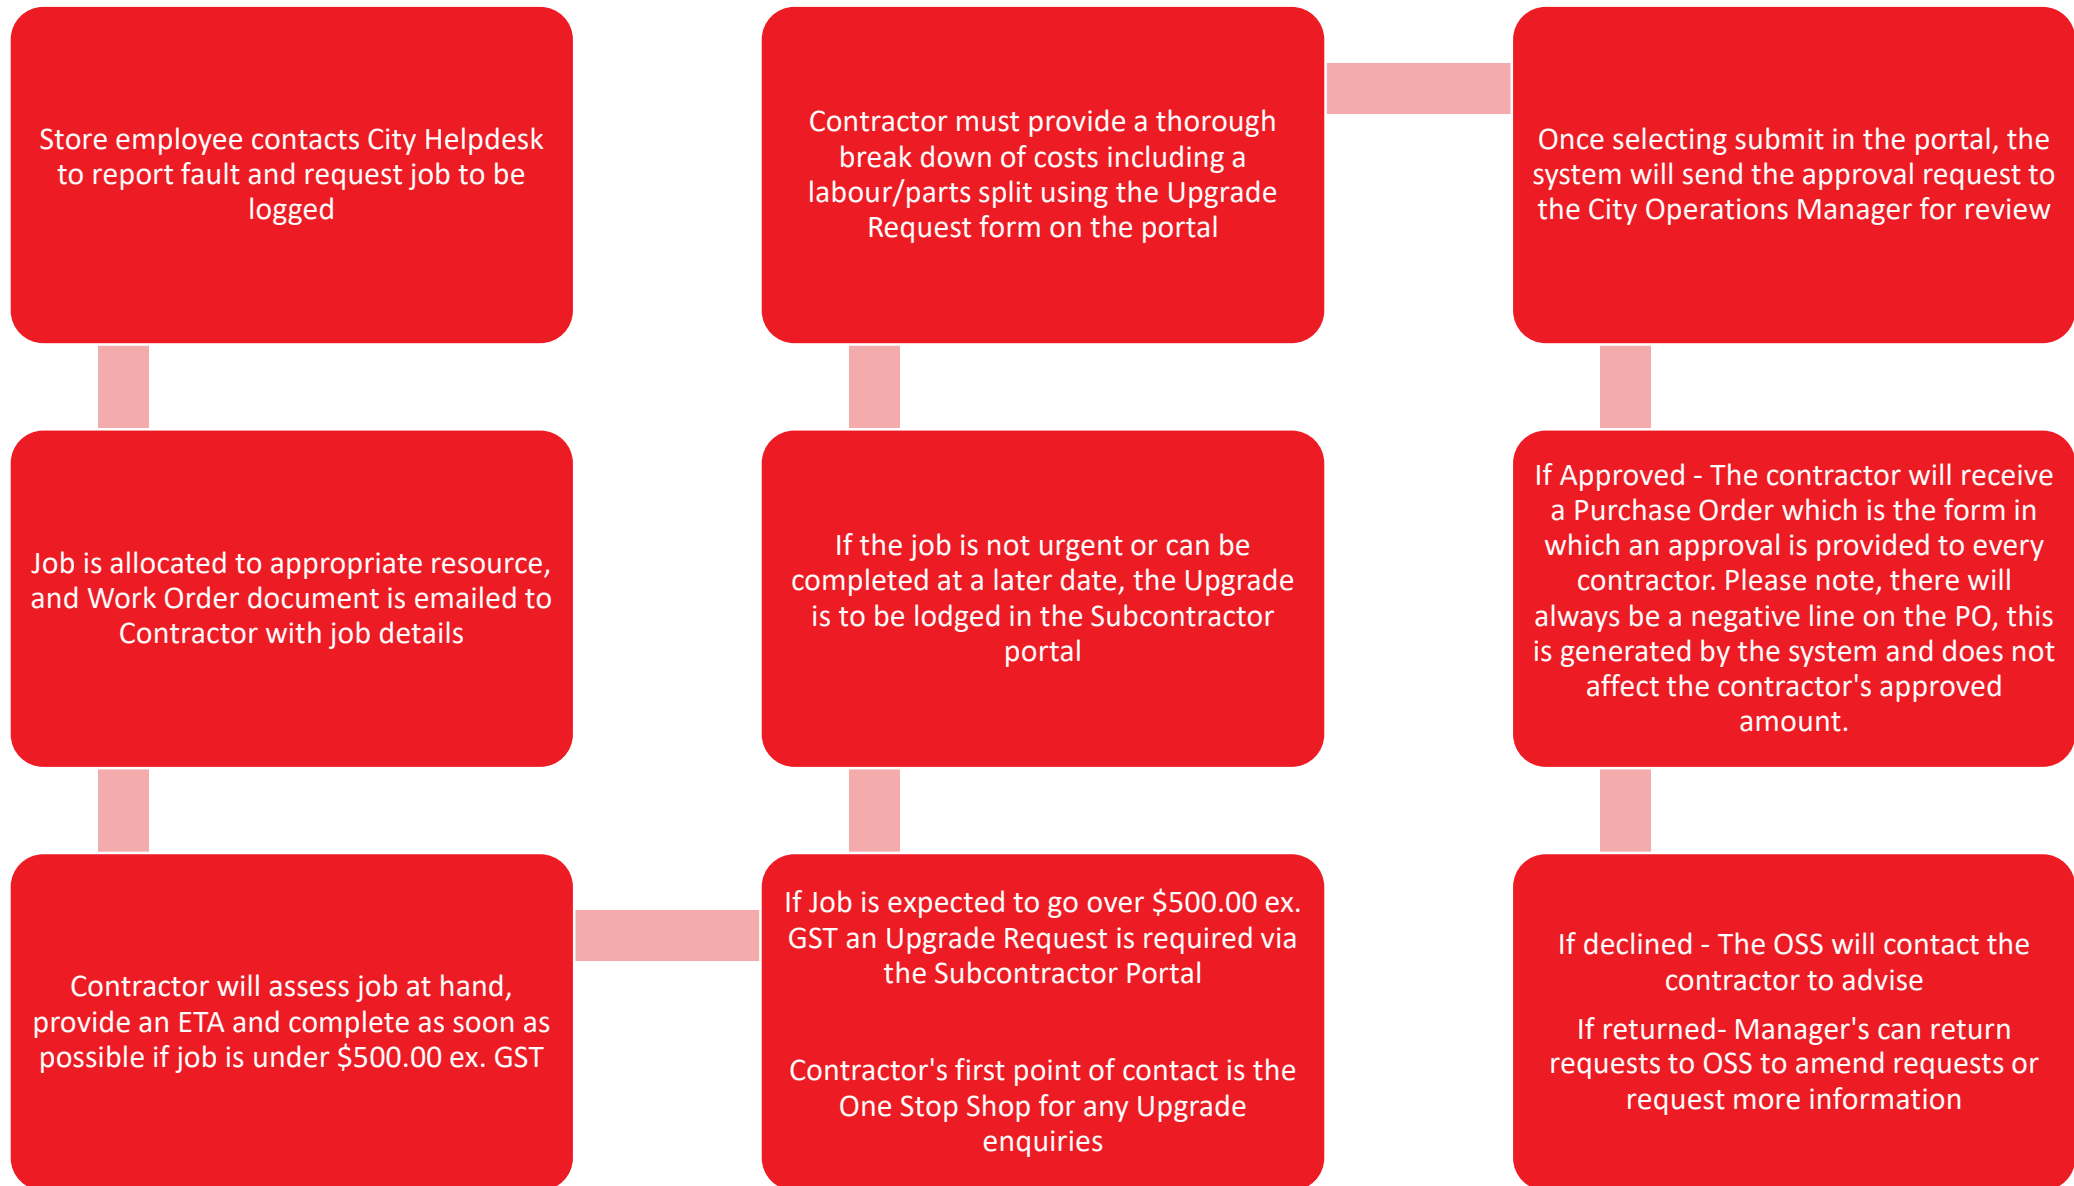 Store employee contacts City Helpdesk
to report fault and request job to be
logged
Job is allocated to appropriate resource,
and Work Order document is emailed to
Contractor with job details
Contractor will assess job at hand,
provide an ETA and complete as soon as
possible if job is under $500.00 ex. GST
If Job is expected to go over $500.00 ex.
GST an Upgrade Request is required via
the Subcontractor Portal
Contractor's first point of contact is the
One Stop Shop for any Upgrade
enquiries
If the job is not urgent or can be
completed at a later date, the Upgrade
is to be lodged in the Subcontractor
portal
Contractor must provide a thorough
break down of costs including a
labour/parts split using the Upgrade
Request form on the portal
Once selecting submit in the portal, the
system will send the approval request to
the City Operations Manager for review
If Approved - The contractor will receive
a Purchase Order which is the form in
which an approval is provided to every
contractor. Please note, there will
always be a negative line on the PO, this
is generated by the system and does not
affect the contractor's approved
amount.
If declined - The OSS will contact the
contractor to advise
If returned- Manager's can return
requests to OSS to amend requests or
request more information